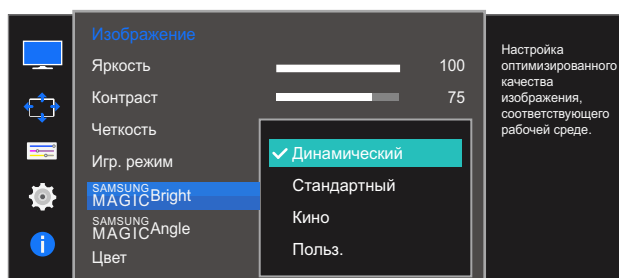 Изображение
Яркость 100
Контраст 75
Четкость
Игр. режим
SAMSUNG
MAGICBright
SAMSUNG
MAGICAngle
Цвет
Динамический
Стандартный
Кино
Польз.
Настройка
оптимизированного
качества
изображения,
соответствующего
рабочей среде.